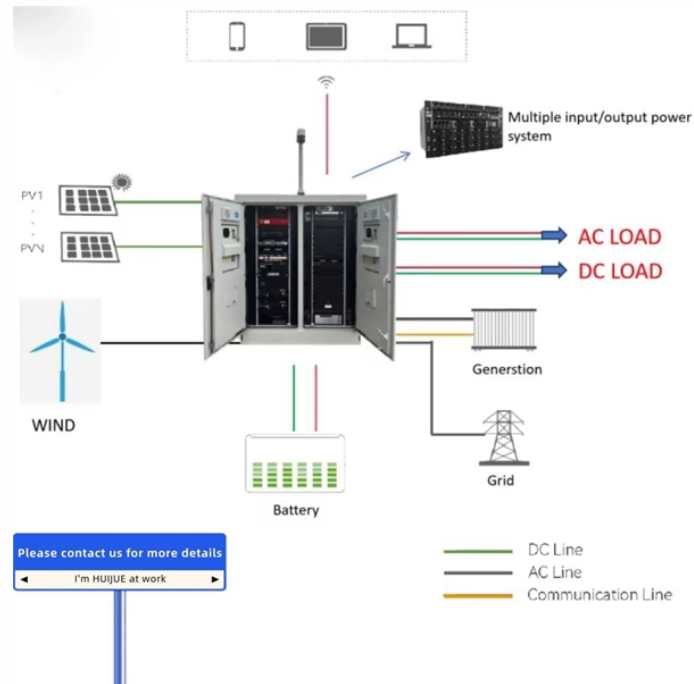 Multiple input/output power
system
PV1
PVN
AC LOAD
DC LOAD
WIND
Generstion
Grid
Battery
Please contact us for more details
I'm HUIJUE at work
DC Line
AC Line
Communication Line